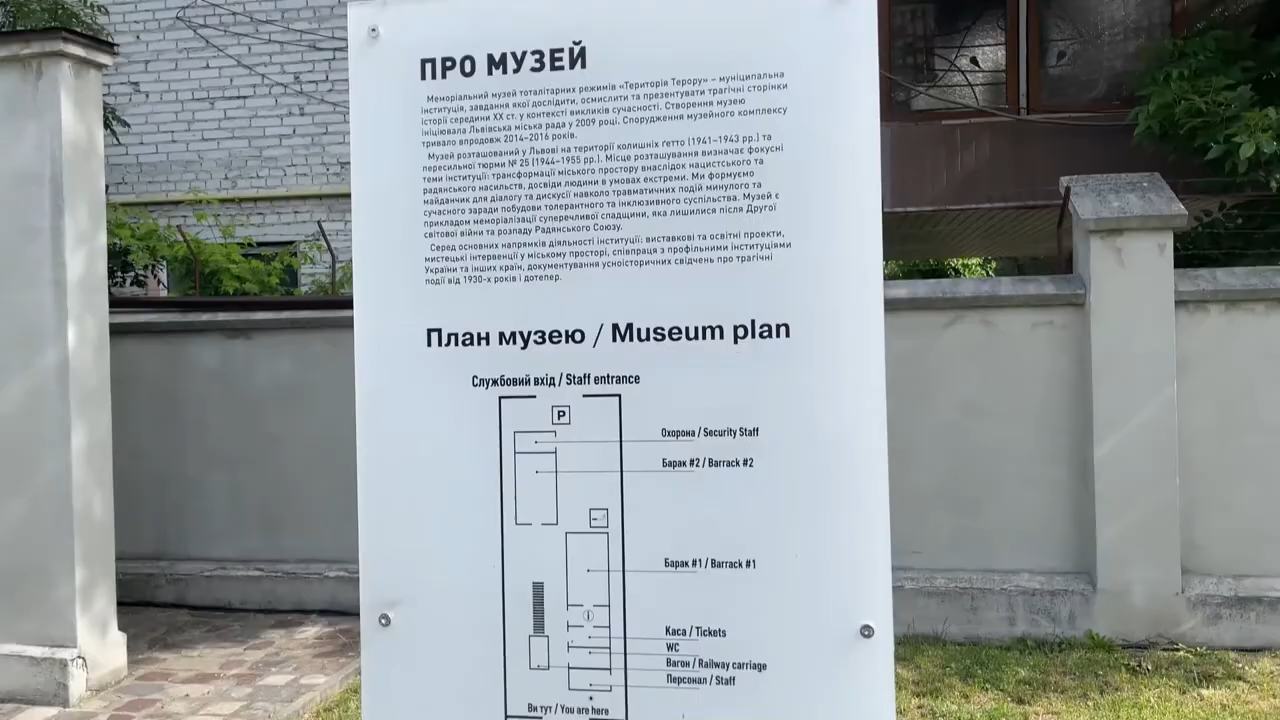 ПРО МУЗЕЙ
Меморіальний музей тоталітарних режимів «Територія Терору» – муніципальна
інституція, завдання якої дослідити, осмислити та презентувати трагічні сторінки
історії середини XX ст. у контексті викликів сучасності. Створення музею
ініціювала Львівська міська рада у 2009 році. Спорудження музейного комплексу
тривало впродовж 2014–2016 років.
Музей розташований у Львові на території колишніх ґетто (1941–1943 рр.) та
пересильної тюрми № 25 (1944–1955 рр.). Місце розташування визначає фокусні
теми інституції: трансформації міського простору внаслідок нацистського та
радянського насильств, досвіди людини в умовах екстреми. Ми формуємо
майданчик для діалогу та дискусії навколо травматичних подій минулого та
сучасного заради побудови толерантного та інклюзивного суспільства. Музей є
прикладом меморіалізації суперечливої спадщини, яка лишилися після Другої
світової війни та розпаду Радянського Союзу.
Серед основних напрямків діяльності інституції: виставкові та освітні проекти,
мистецькі інтервенції у міському просторі, співпраця з профільними інституціями
України та інших країн, документування усноісторичних свідчень про трагічні
події від 1930-х років і дотепер.
План музею / Museum plan
Службовий вхід / Staff entrance
P
Охорона / Security Staff
Барак #2 / Barrack #2
Барак #1 / Barrack #1
i
Каса / Tickets
WC
Вагон / Railway carriage
Персонал / Staff
Ви тут / You are here